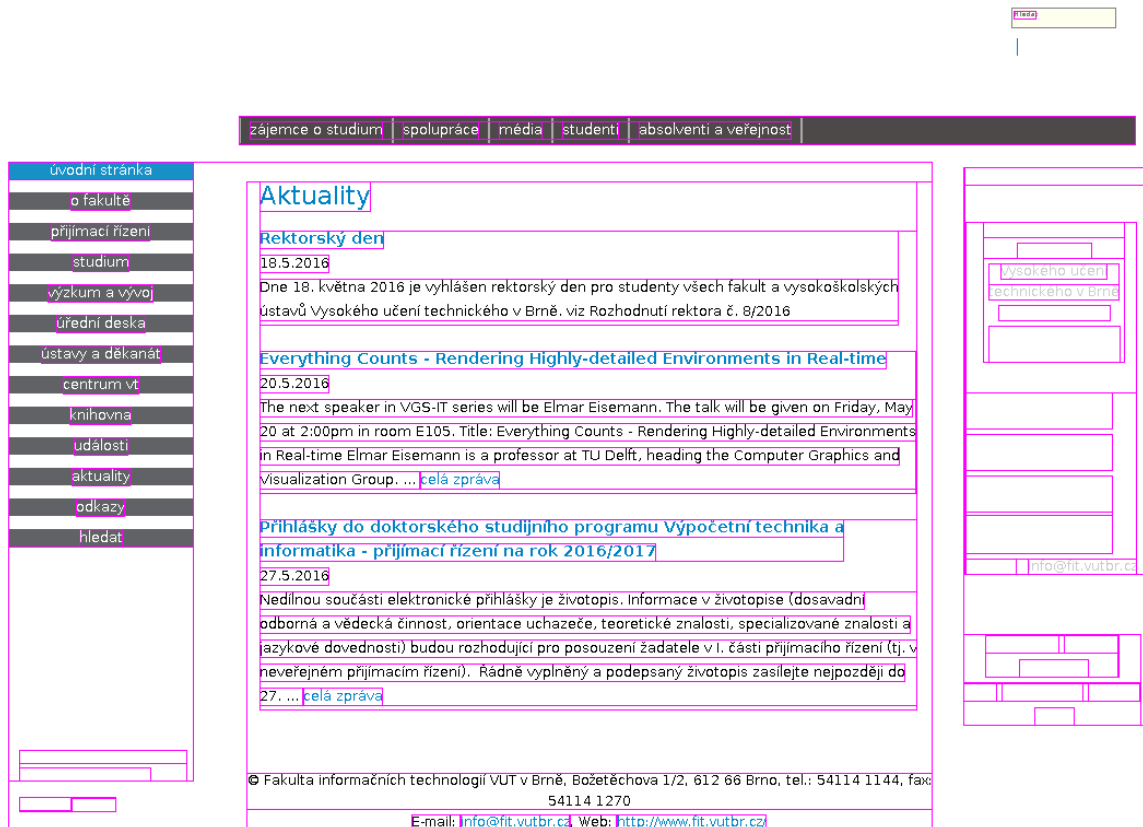 Hledej
zájemce o studium
spolupráce
média
studenti
absolventi a veřejnost
úvodní stránka
o fakultě
přijímací řízení
studium
výzkum a vývoj
úřední deska
ústavy a děkanát
centrum vt
knihovna
události
aktuality
odkazy
hledat
Aktuality
Rektorský den
18.5.2016
Dne 18. května 2016 je vyhlášen rektorský den pro studenty všech fakult a vysokoškolských
ústavů Vysokého učení technického v Brně. viz Rozhodnutí rektora č. 8/2016
Everything Counts - Rendering Highly-detailed Environments in Real-time
20.5.2016
The next speaker in VGS-IT series will be Elmar Eisemann. The talk will be given on Friday, May
20 at 2:00pm in room E105. Title: Everything Counts - Rendering Highly-detailed Environments
in Real-time Elmar Eisemann is a professor at TU Delft, heading the Computer Graphics and
Visualization Group. ... celá zpráva
Přihlášky do doktorského studijního programu Výpočetní technika a
informatika - přijímací řízení na rok 2016/2017
27.5.2016
Nedílnou součásti elektronické přihlášky je životopis. Informace v životopise (dosavadní
odborná a vědecká činnost, orientace uchazeče, teoretické znalosti, specializované znalosti a
jazykové dovednosti) budou rozhodující pro posouzení žadatele v I. části přijímacího řízení (tj. v
neveřejném přijímacím řízení). Řádně vyplněný a podepsaný životopis zasílejte nejpozději do
27. ... celá zpráva
Vysokého učení
technického v Brně
info@fit.vutbr.cz
© Fakulta informačních technologií VUT v Brně, Božetěchova 1/2, 612 66 Brno, tel.: 54114 1144, fax:
54114 1270
E-mail: info@fit.vutbr.cz, Web: http://www.fit.vutbr.cz/